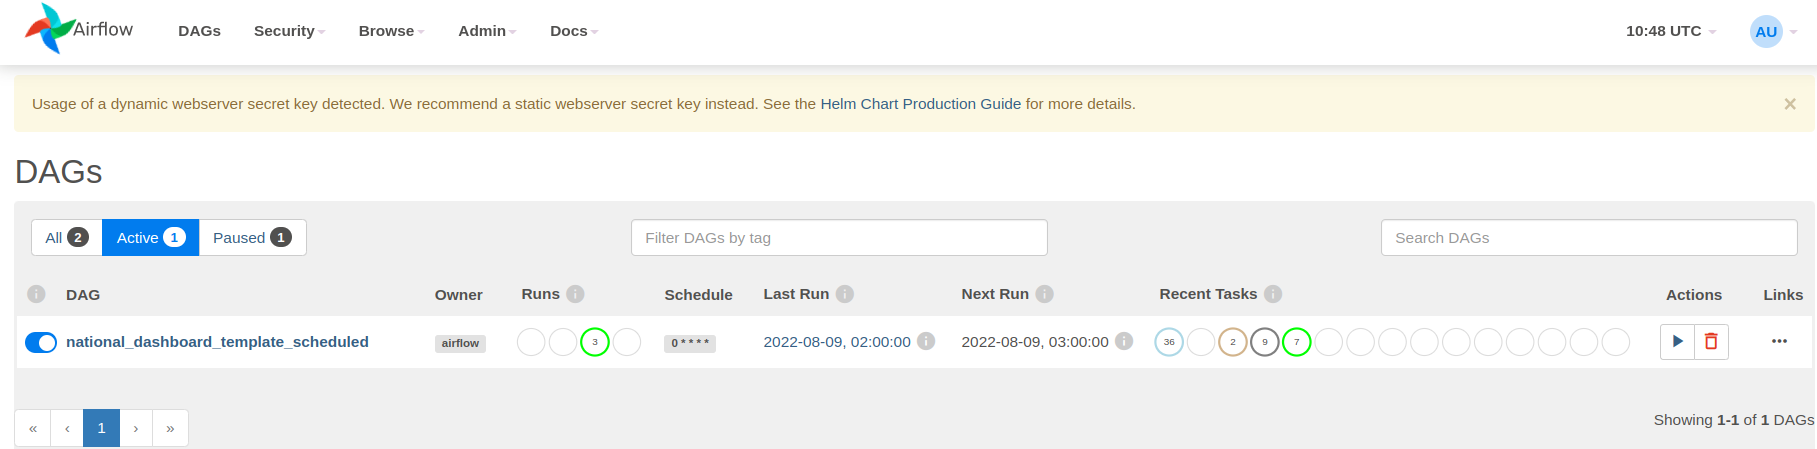 Airflow DAGs Security Browse Admin Docs 10:48 UTC AU
Usage of a dynamic webserver secret key detected. We recommend a static webserver secret key instead. See the Helm Chart Production Guide for more details. ×
DAGs
All 2 Active 1 Paused 1 Filter DAGs by tag Search DAGs
i DAG Owner Runs i Schedule Last Run i Next Run i Recent Tasks i Actions Links
national_dashboard_template_scheduled airflow 3 0 * * * * 2022-08-09, 02:00:00 i 2022-08-09, 03:00:00 i 36 2 9 7 •••
« ‹ 1 › » Showing 1-1 of 1 DAGs